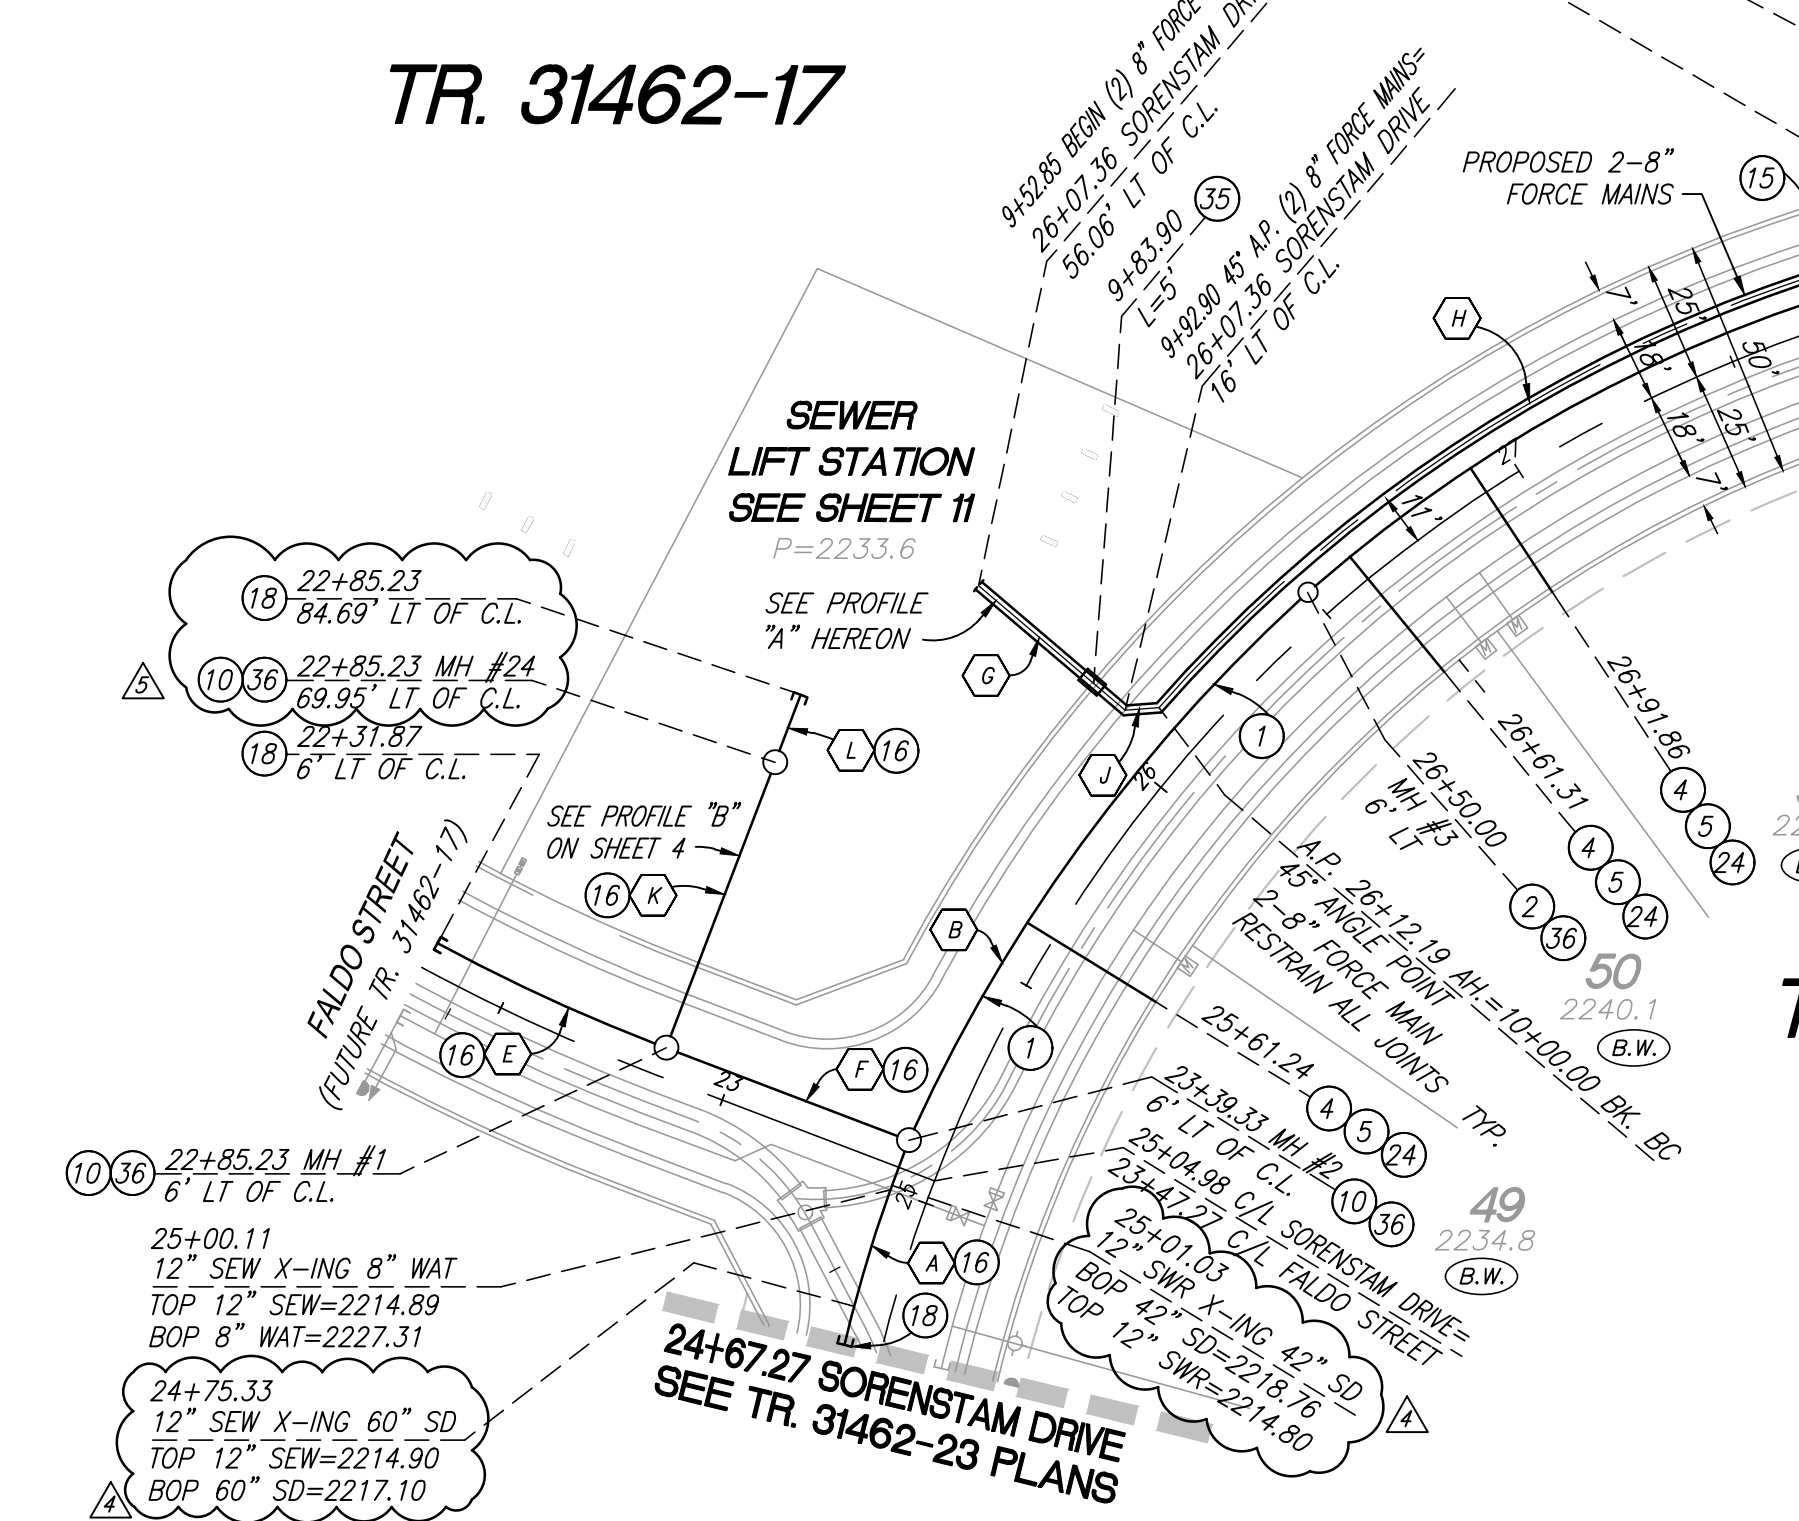 TR. 31462-17
9+52.85 BEGIN (2) 8" FORCE
26+07.36 SORENSTAM
56.06' LT OF C.L.
9+83.90 35
L=5'
9+92.90 45° A.P. (2) 8" FORCE MAINS=
26+07.36 SORENSTAM DRIVE
16' LT OF C.L.
PROPOSED 2-8"
FORCE MAINS
15
H
7'
25'
18'
50'
18'
25'
7'
27
11'
SEWER
LIFT STATION
SEE SHEET 11
P=2233.6
SEE PROFILE
"A" HEREON
G
J
26
1
18 22+85.23
84.69' LT OF C.L.
10 36 22+85.23 MH #24
69.95' LT OF C.L.
5
18 22+31.87
6' LT OF C.L.
L 16
SEE PROFILE "B"
ON SHEET 4
16 K
FALDO STREET
(FUTURE TR. 31462-17)
16 E
23
F 16
B
1
M
M
M
26+91.86
4
5
24
26+61.31
4
5
24
26+50.00
MH #3
6' LT
2
36
A.P. 26+12.19 AH.=10+00.00 BK. BC
45° ANGLE POINT
2-8" FORCE MAIN
RESTRAIN ALL JOINTS TYP.
50
2240.1
B.W.
25+61.24
4
5
24
23+39.33 MH #2
6' LT OF C.L.
10
36
25+04.98 C/L SORENSTAM DRIVE=
23+47.27 C/L FALDO STREET
49
2234.8
B.W.
25+01.03
12" SWR X-ING 42" SD
BOP 42" SD=2218.76
TOP 12" SWR=2214.80
4
10 36 22+85.23 MH #1
6' LT OF C.L.
25+00.11
12" SEW X-ING 8" WAT
TOP 12" SEW=2214.89
BOP 8" WAT=2227.31
24+75.33
12" SEW X-ING 60" SD
TOP 12" SEW=2214.90
BOP 60" SD=2217.10
4
25
A 16
18
24+67.27 SORENSTAM DRIVE
SEE TR. 31462-23 PLANS